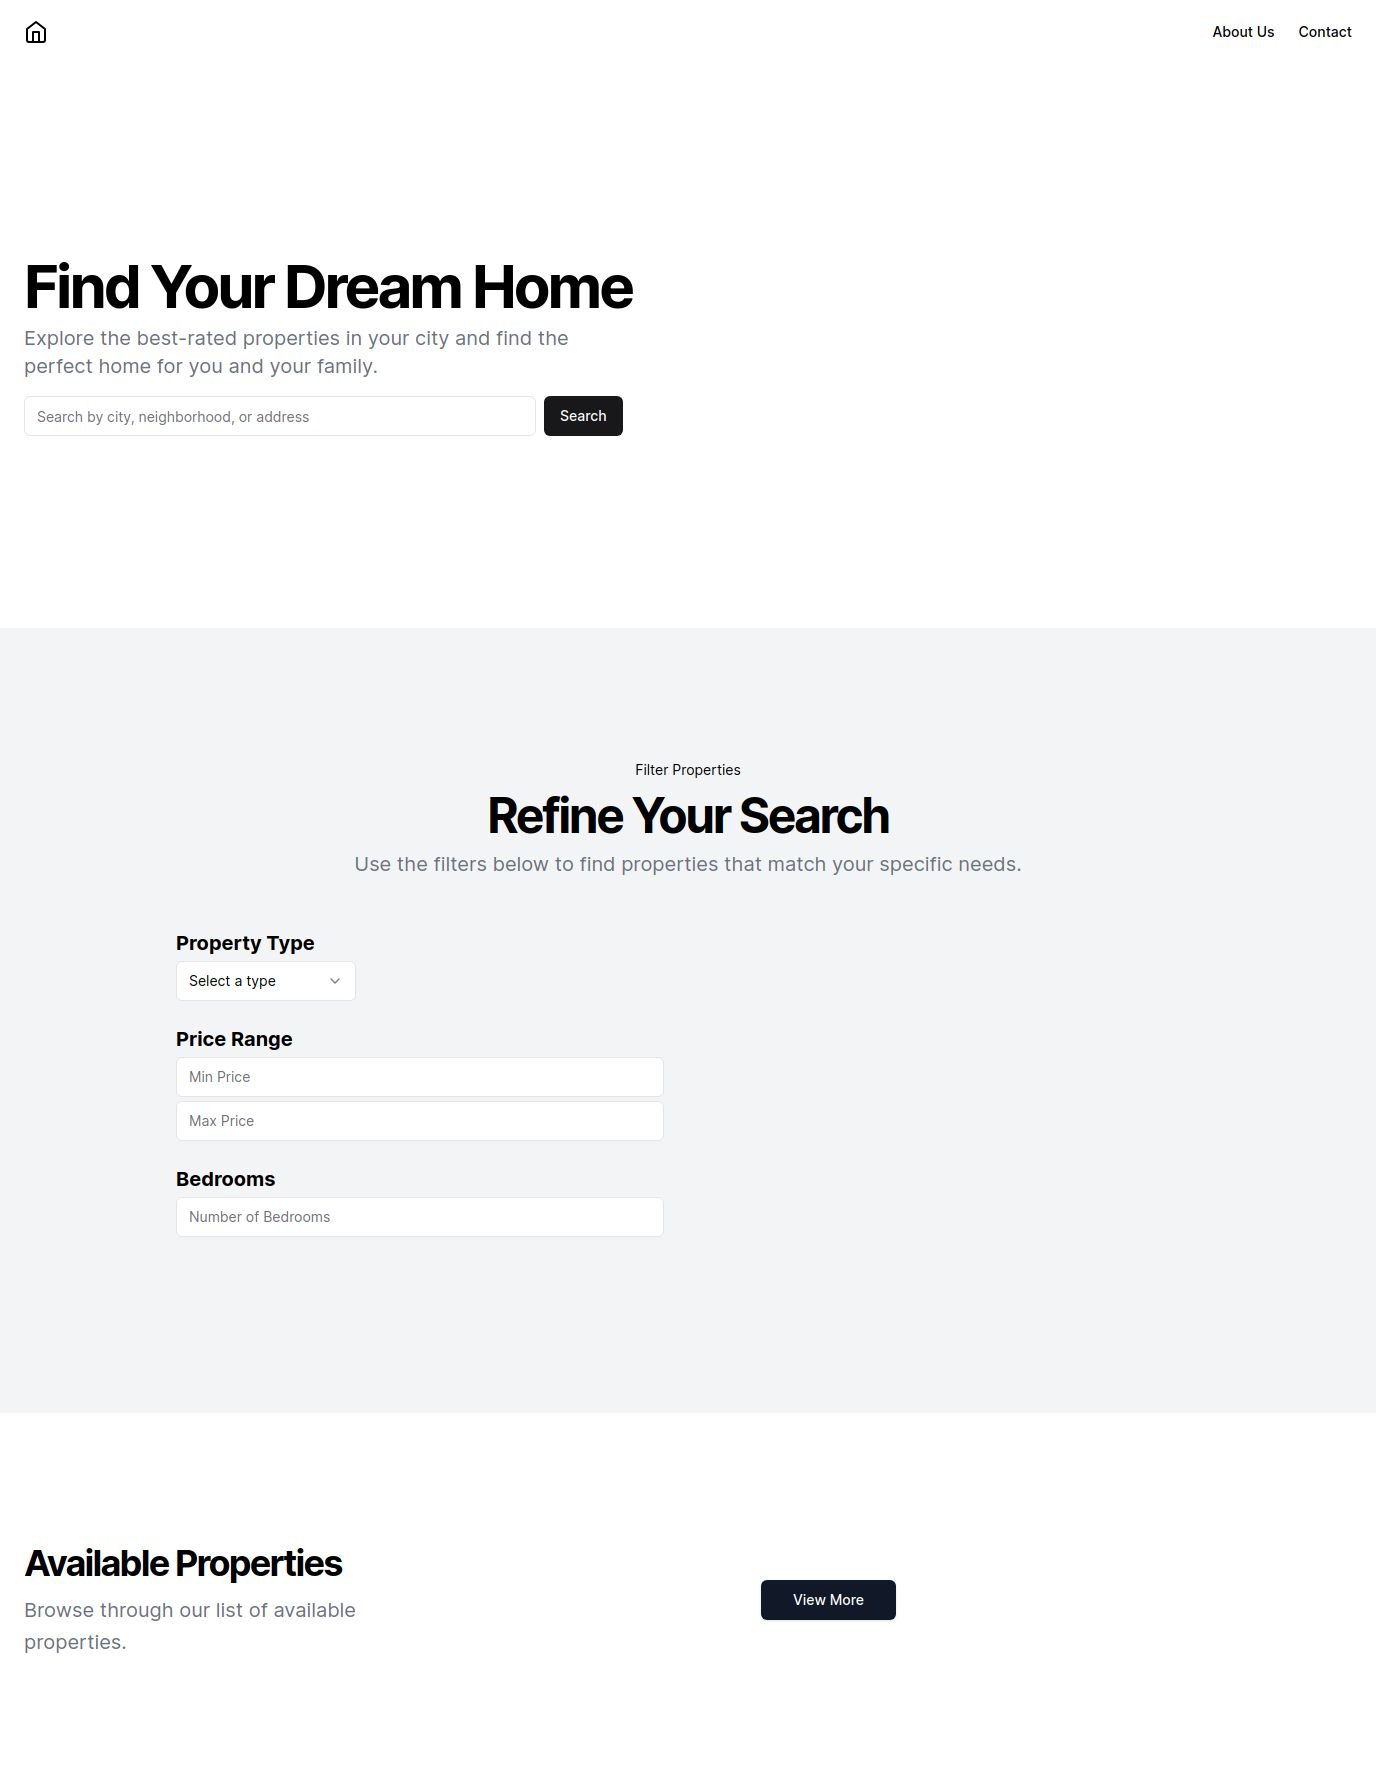 About Us
Contact
Find Your Dream Home
Explore the best-rated properties in your city and find the
perfect home for you and your family.
Search by city, neighborhood, or address
Search
Filter Properties
Refine Your Search
Use the filters below to find properties that match your specific needs.
Property Type
Select a type
Price Range
Min Price
Max Price
Bedrooms
Number of Bedrooms
Available Properties
Browse through our list of available
properties.
View More